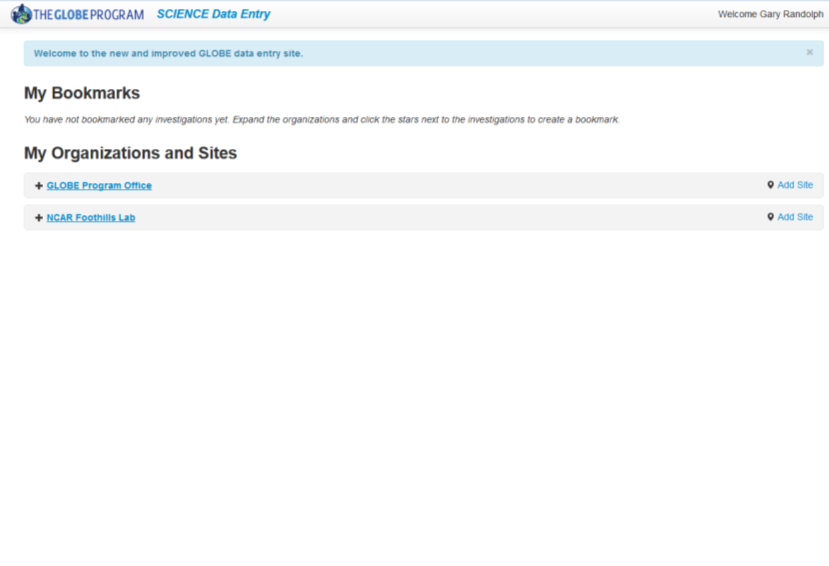 THE GLOBE PROGRAM SCIENCE Data Entry Welcome Gary Randolph
Welcome to the new and improved GLOBE data entry site. ×
My Bookmarks
You have not bookmarked any investigations yet. Expand the organizations and click the stars next to the investigations to create a bookmark.
My Organizations and Sites
+ GLOBE Program Office Add Site
+ NCAR Foothills Lab Add Site